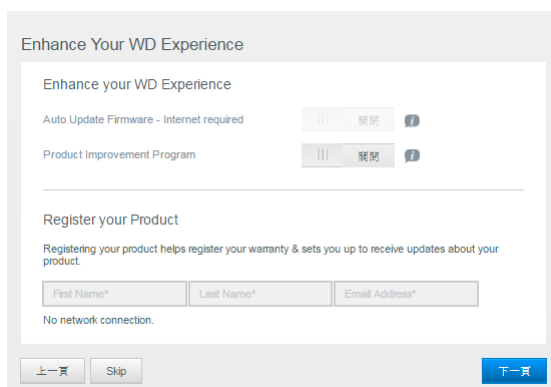 Enhance Your WD Experience
Enhance your WD Experience
Auto Update Firmware - Internet required
關閉
Product Improvement Program
關閉
Register your Product
Registering your product helps register your warranty & sets you up to receive updates about your
product.
First Name*
Last Name*
Email Address*
No network connection.
上一頁
Skip
下一頁